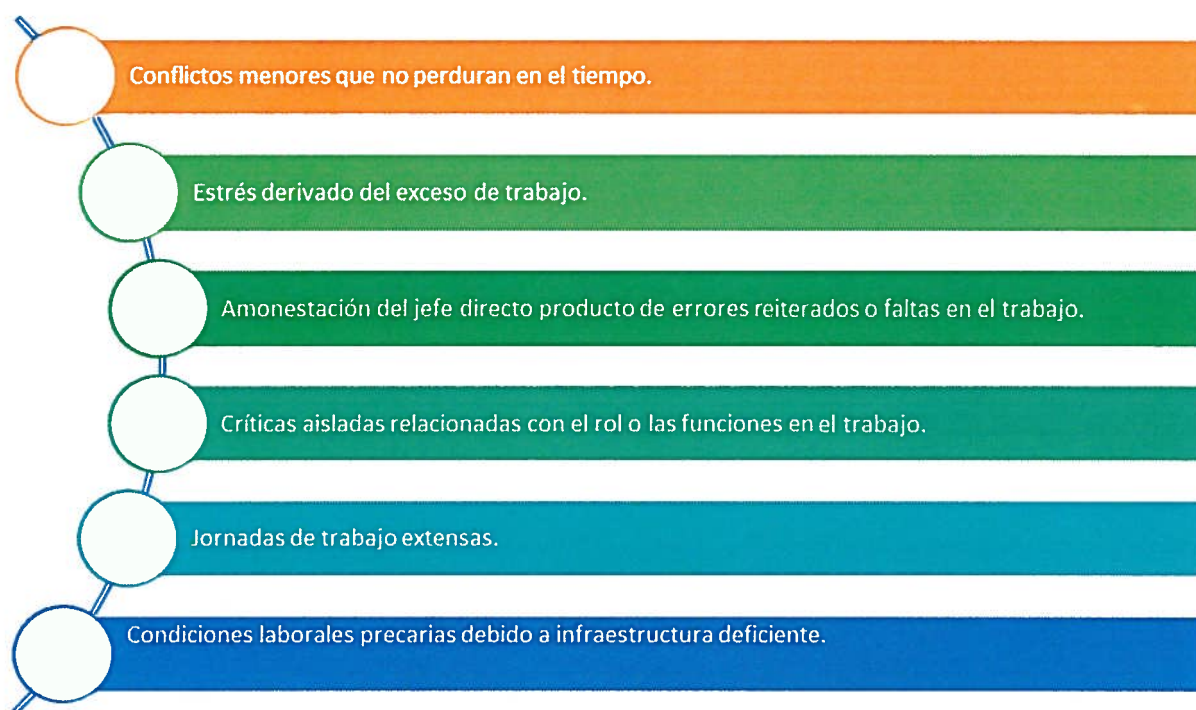 Conflictos menores que no perduran en el tiempo.
Estrés derivado del exceso de trabajo.
Amonestación del jefe directo producto de errores reiterados o faltas en el trabajo.
Críticas aisladas relacionadas con el rol o las funciones en el trabajo.
Jornadas de trabajo extensas.
Condiciones laborales precarias debido a infraestructura deficiente.